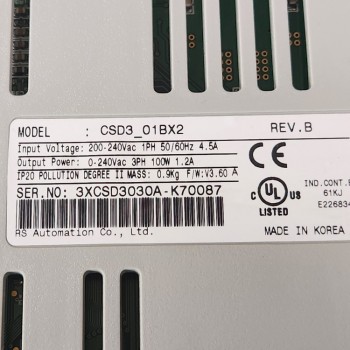 MODEL : CSD3_01BX2 REV.B
Input Voltage: 200-240Vac 1PH 50/60Hz 4.5A
Output Power: 0-240Vac 3PH 100W 1.2A
IP20 POLLUTION DEGREE II MASS: 0.9Kg F/W:V3.60 A
SER.NO: 3XCSD3030A-K70087
RS Automation Co., Ltd.
CE
C UL US
LISTED
IND.CONT.
61KJ
E22683
MADE IN KOREA